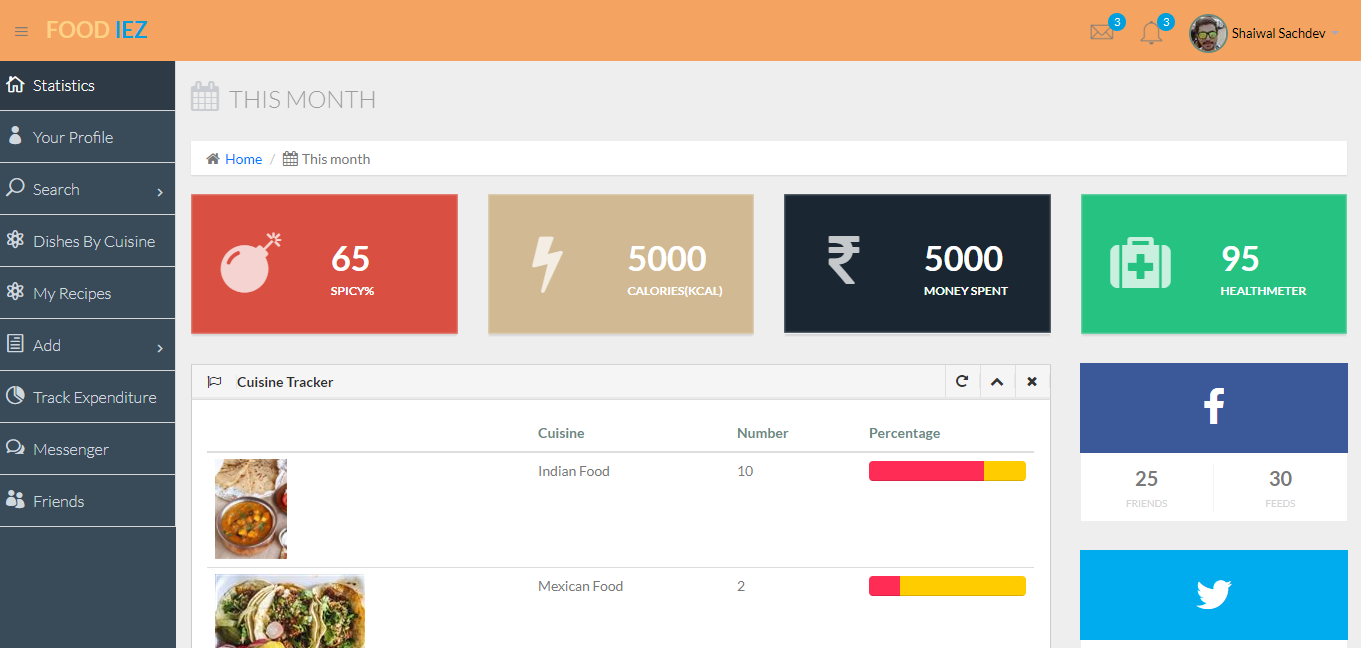 FOOD IEZ
3
3
Shaiwal Sachdev
Statistics
Your Profile
Search
Dishes By Cuisine
My Recipes
Add
Track Expenditure
Messenger
Friends
THIS MONTH
Home / This month
65
SPICY%
5000
CALORIES(KCAL)
₹
5000
MONEY SPENT
95
HEALTHMETER
Cuisine Tracker
Cuisine Number Percentage
Indian Food 10
Mexican Food 2
f
25 30
FRIENDS FEEDS